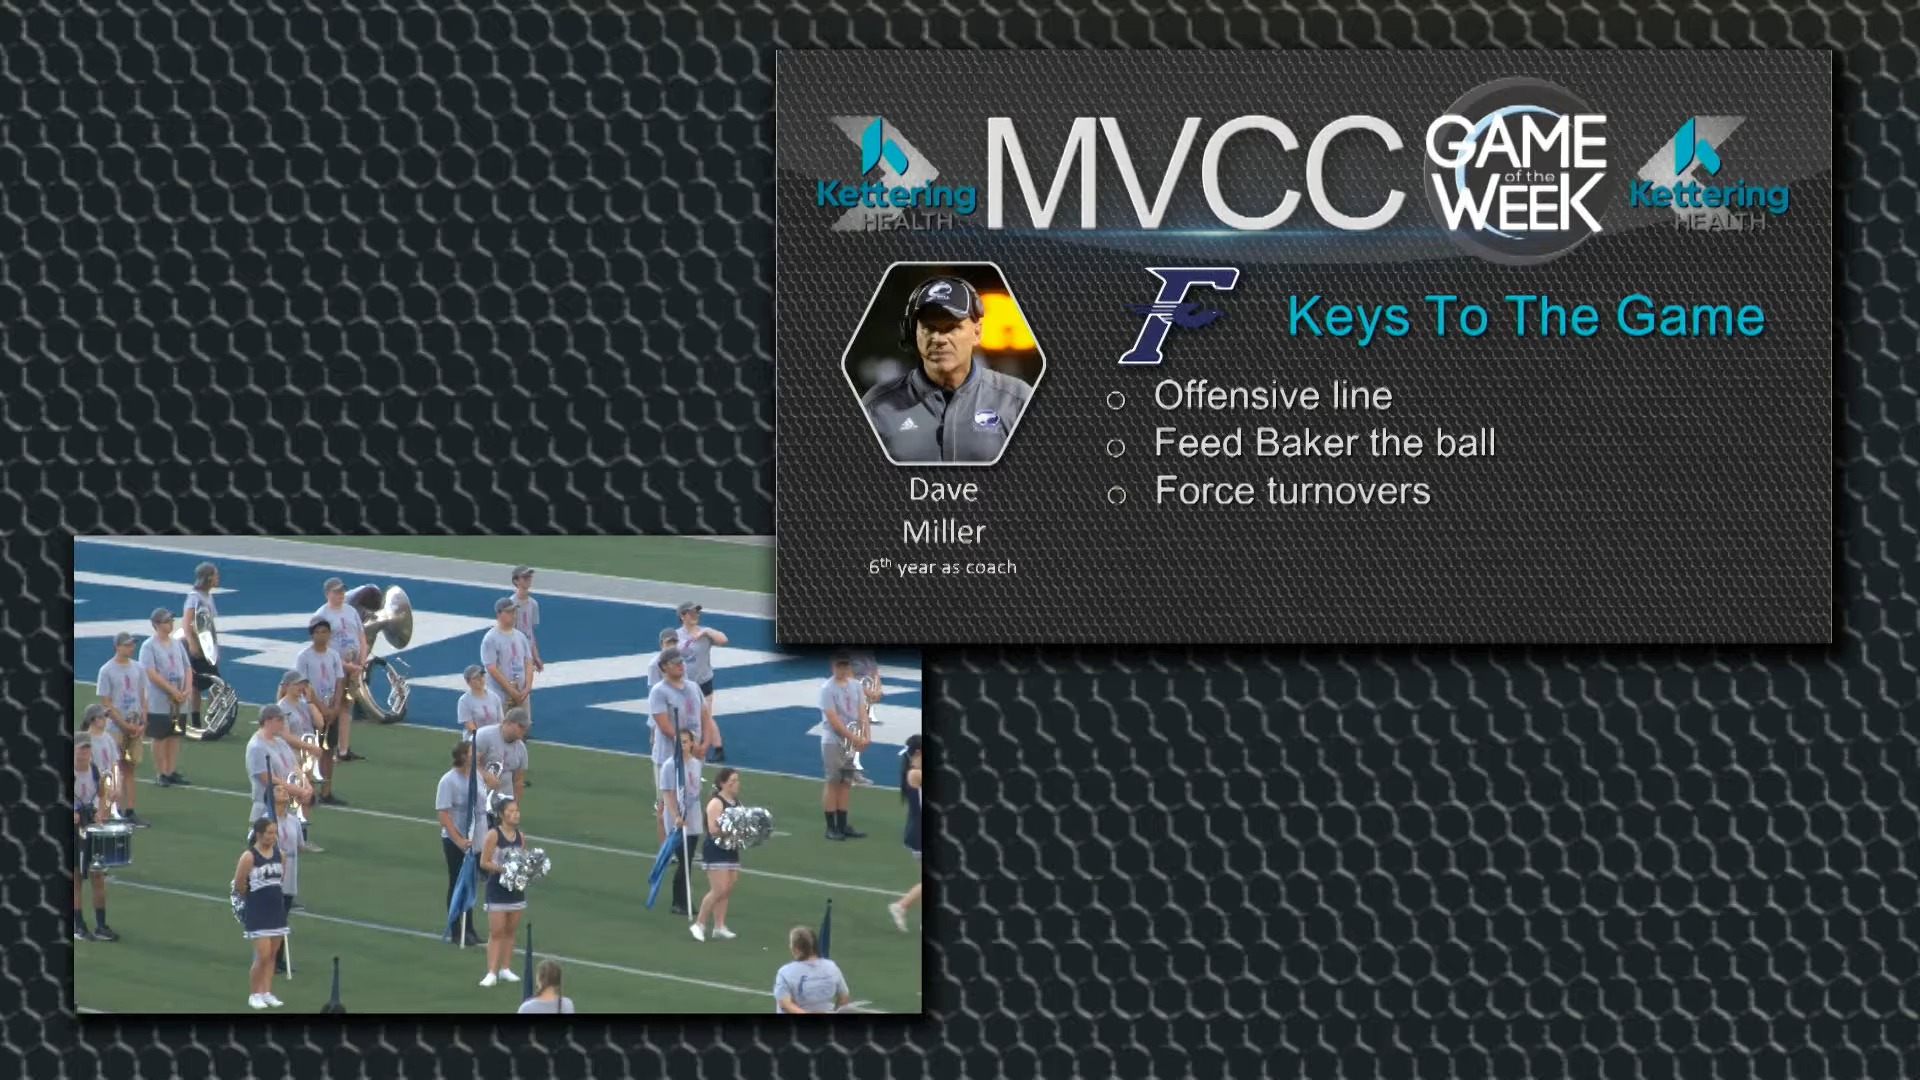 MVCC
GAME
of the
WEEK
Kettering
HEALTH
Kettering
HEALTH
F
Keys To The Game
Offensive line
Feed Baker the ball
Force turnovers
Dave
Miller
6th year as coach